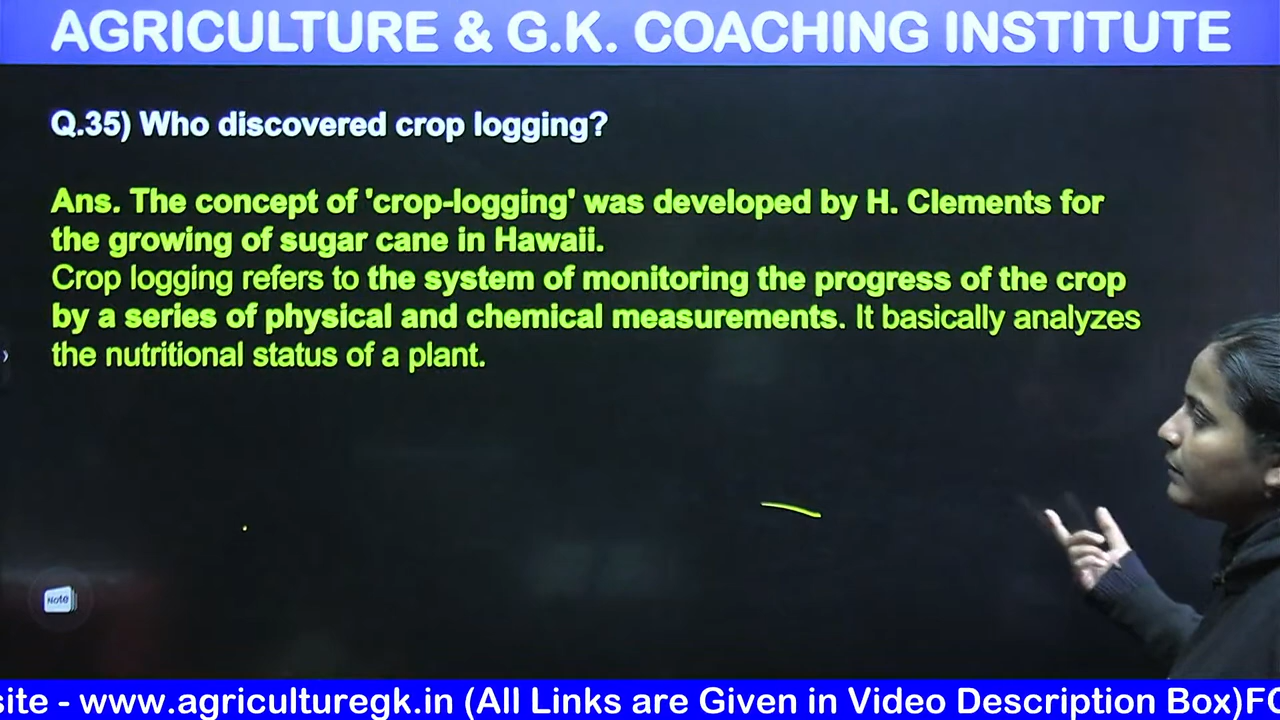 AGRICULTURE & G.K. COACHING INSTITUTE
Q.35) Who discovered crop logging?
Ans. The concept of 'crop-logging' was developed by H. Clements for
the growing of sugar cane in Hawaii.
Crop logging refers to the system of monitoring the progress of the crop
by a series of physical and chemical measurements. It basically analyzes
the nutritional status of a plant.
Note
site - www.agriculturegk.in (All Links are Given in Video Description Box)FO